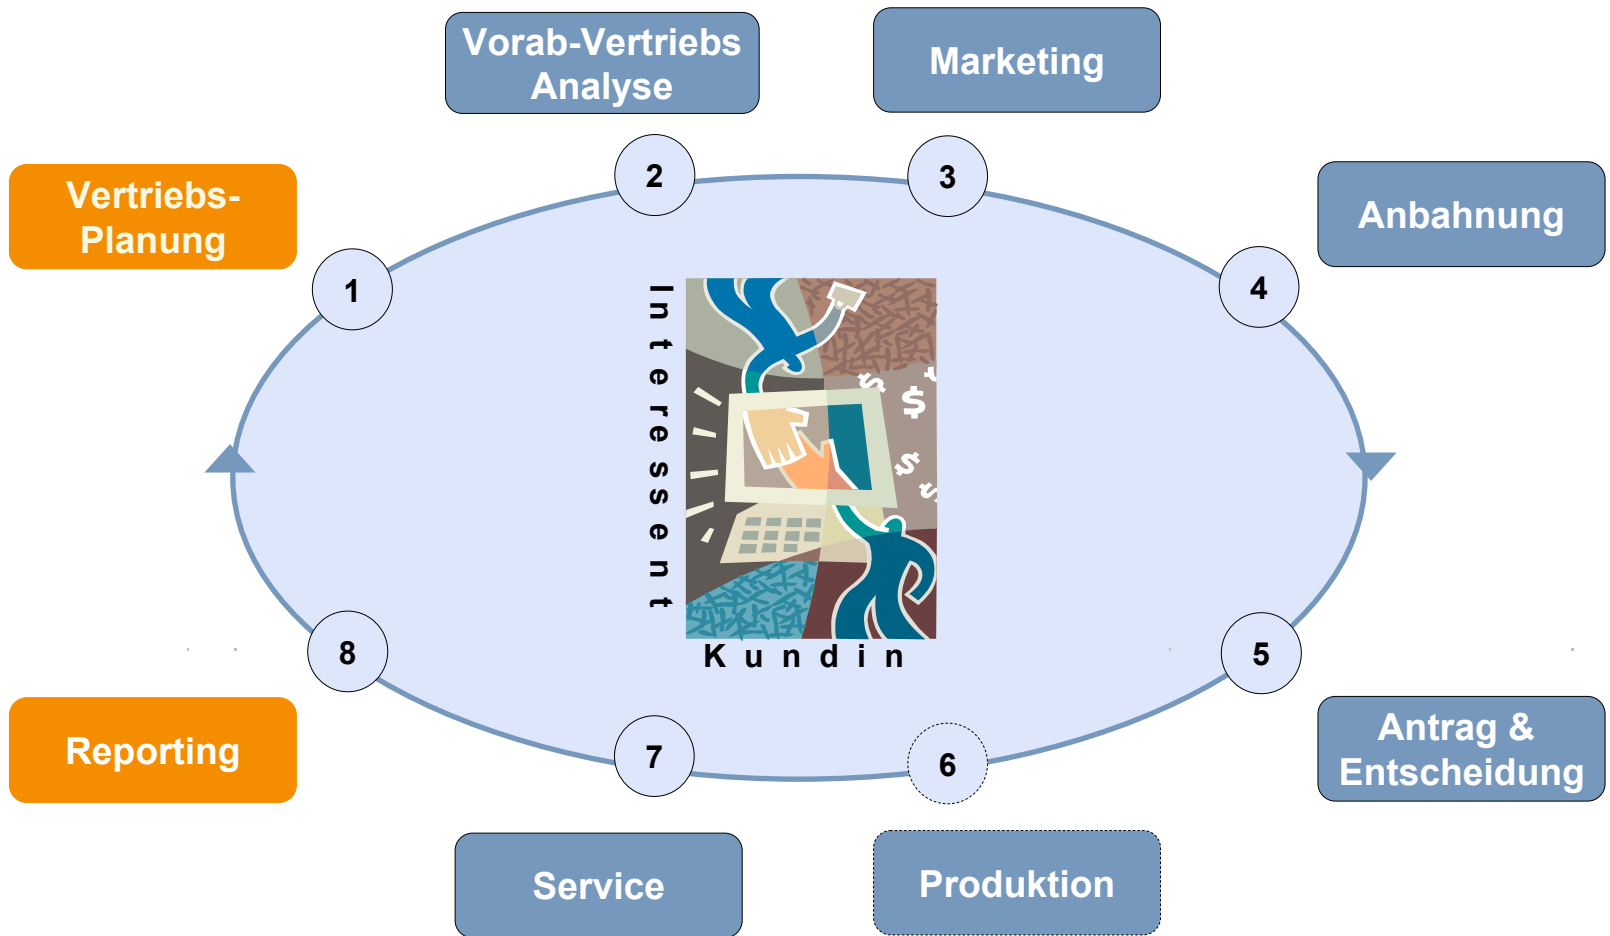 Vorab-Vertriebs
Analyse
Marketing
Vertriebs-
Planung
Anbahnung
1
2
3
4
Interessent
$
$
$
$
Kundin
5
6
7
8
Reporting
Antrag &
Entscheidung
Service
Produktion